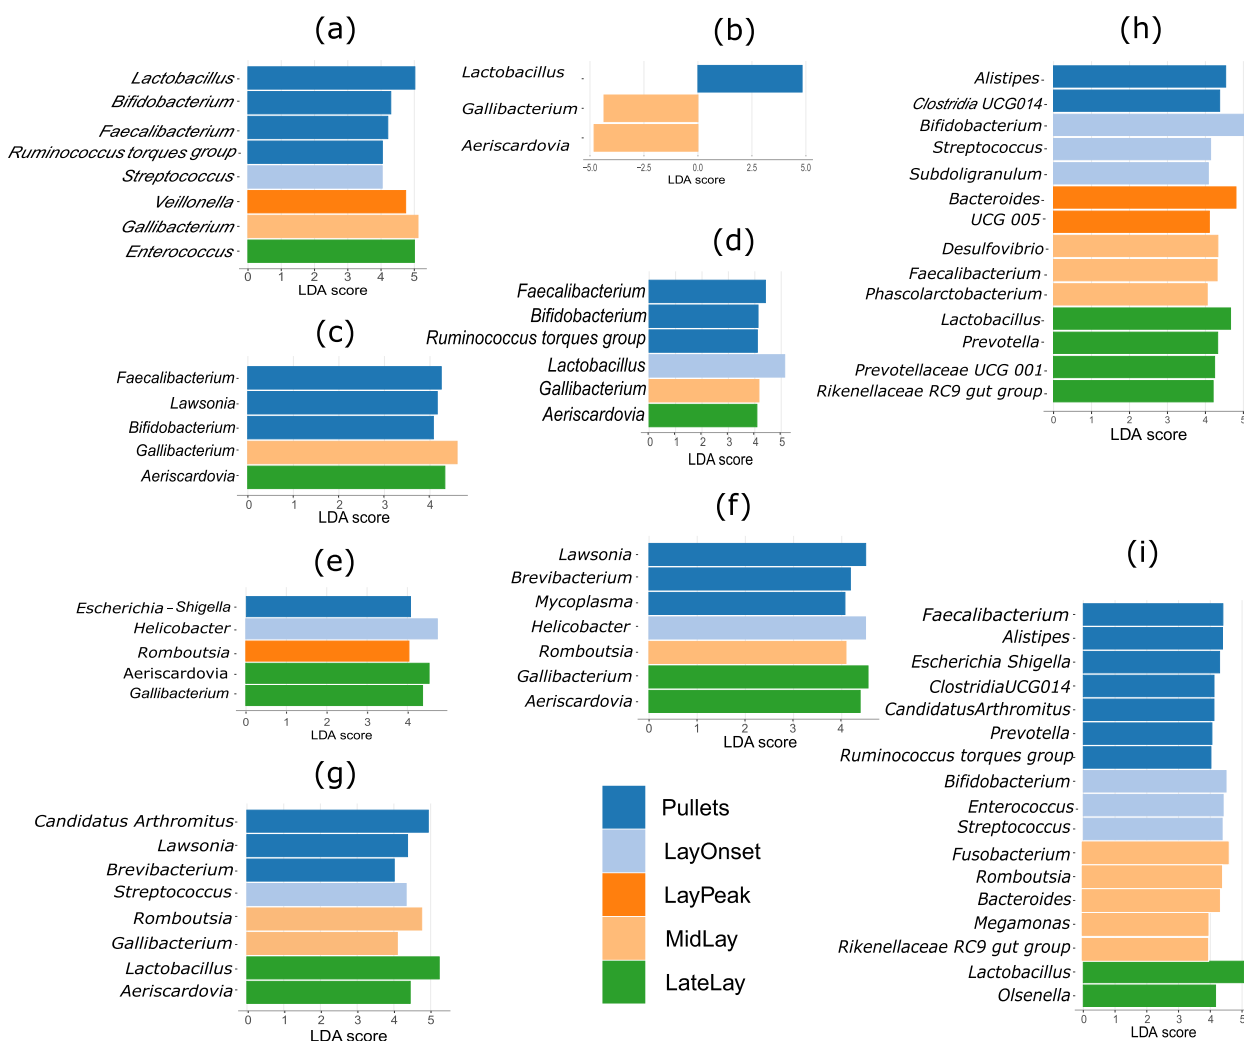 (a)
Lactobacillus
Bifidobacterium
Faecalibacterium
Ruminococcus torques group
Streptococcus
Veillonella
Gallibacterium
Enterococcus
0 1 2 3 4 5
LDA score
(b)
Lactobacillus
Gallibacterium
Aeriscardovia
−5.0 −2.5 0.0 2.5 5.0
LDA score
(c)
Faecalibacterium
Lawsonia
Bifidobacterium
Gallibacterium
Aeriscardovia
0 1 2 3 4
LDA score
(d)
Faecalibacterium
Bifidobacterium
Ruminococcus torques group
Lactobacillus
Gallibacterium
Aeriscardovia
0 1 2 3 4 5
LDA score
(e)
Escherichia-Shigella
Helicobacter
Romboutsia
Aeriscardovia
Gallibacterium
0 1 2 3 4
LDA score
(f)
Lawsonia
Brevibacterium
Mycoplasma
Helicobacter
Romboutsia
Gallibacterium
Aeriscardovia
0 1 2 3 4
LDA score
(g)
Candidatus Arthromitus
Lawsonia
Brevibacterium
Streptococcus
Romboutsia
Gallibacterium
Lactobacillus
Aeriscardovia
0 1 2 3 4 5
LDA score
Pullets
LayOnset
LayPeak
MidLay
LateLay
(h)
Alistipes
Clostridia UCG014
Bifidobacterium
Streptococcus
Subdoligranulum
Bacteroides
UCG 005
Desulfovibrio
Faecalibacterium
Phascolarctobacterium
Lactobacillus
Prevotella
Prevotellaceae UCG 001
Rikenellaceae RC9 gut group
0 1 2 3 4 5
LDA score
(i)
Faecalibacterium
Alistipes
Escherichia Shigella
ClostridiaUCG014
CandidatusArthromitus
Prevotella
Ruminococcus torques group
Bifidobacterium
Enterococcus
Streptococcus
Fusobacterium
Romboutsia
Bacteroides
Megamonas
Rikenellaceae RC9 gut group
Lactobacillus
Olsenella
0 1 2 3 4 5
LDA score